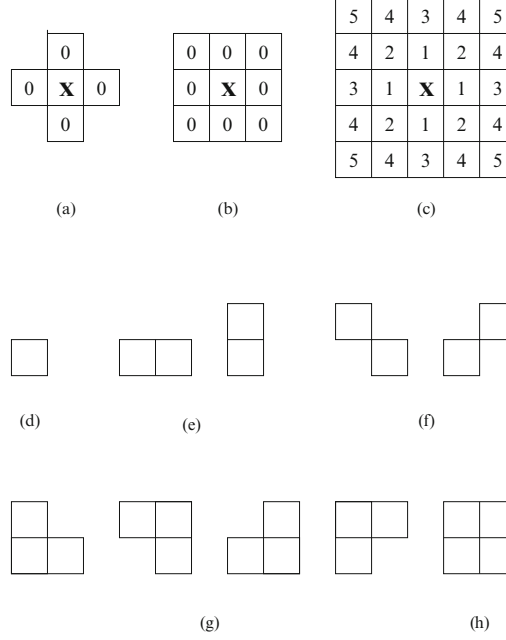 0
0 X 0
0
0 0 0
0 X 0
0 0 0
5 4 3 4 5
4 2 1 2 4
3 1 X 1 3
4 2 1 2 4
5 4 3 4 5
(a)
(b)
(c)
(d)
(e)
(f)
(g)
(h)